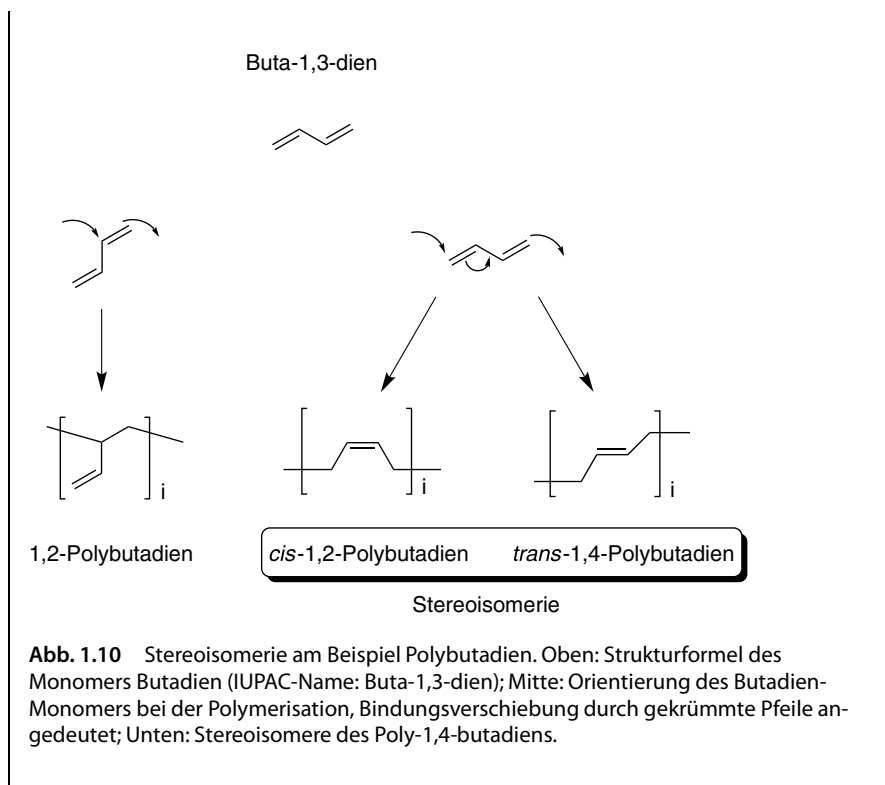 Buta-1,3-dien
i
i
i
1,2-Polybutadien
cis-1,2-Polybutadien
trans-1,4-Polybutadien
Stereoisomerie
Abb. 1.10 Stereoisomerie am Beispiel Polybutadien. Oben: Strukturformel des
Monomers Butadien (IUPAC-Name: Buta-1,3-dien); Mitte: Orientierung des Butadien-
Monomers bei der Polymerisation, Bindungsverschiebung durch gekrümmte Pfeile an-
gedeutet; Unten: Stereoisomere des Poly-1,4-butadiens.